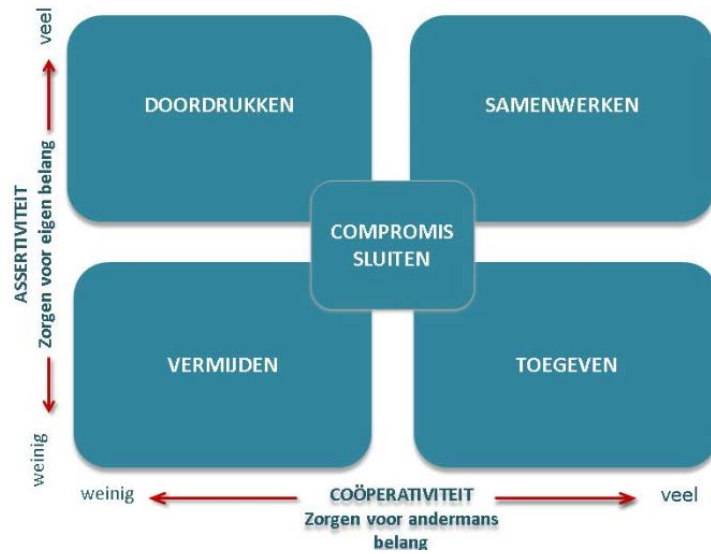 veel
ASSERTIVITEIT
Zorgen voor eigen belang
weinig
DOORDRUKKEN
SAMENWERKEN
COMPROMIS
SLUITEN
VERMIJDEN
TOEGEVEN
weinig
COÖPERATIVITEIT
veel
Zorgen voor andermans
belang